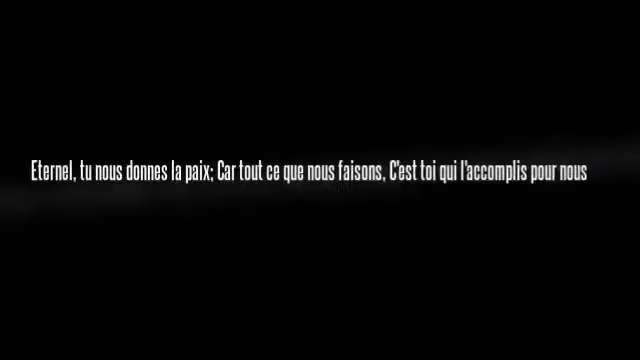 Eternel, tu nous donnes la paix; Car tout ce que nous faisons, C'est toi qui l'accomplis pour nous